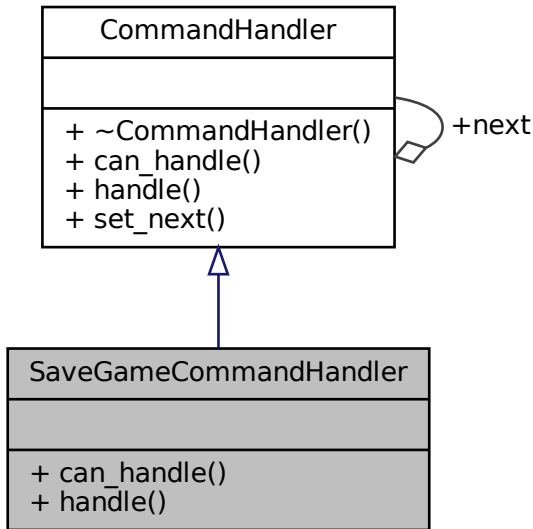 CommandHandler
+ ~CommandHandler()
+ can_handle()
+ handle()
+ set_next()
+next
SaveGameCommandHandler
+ can_handle()
+ handle()